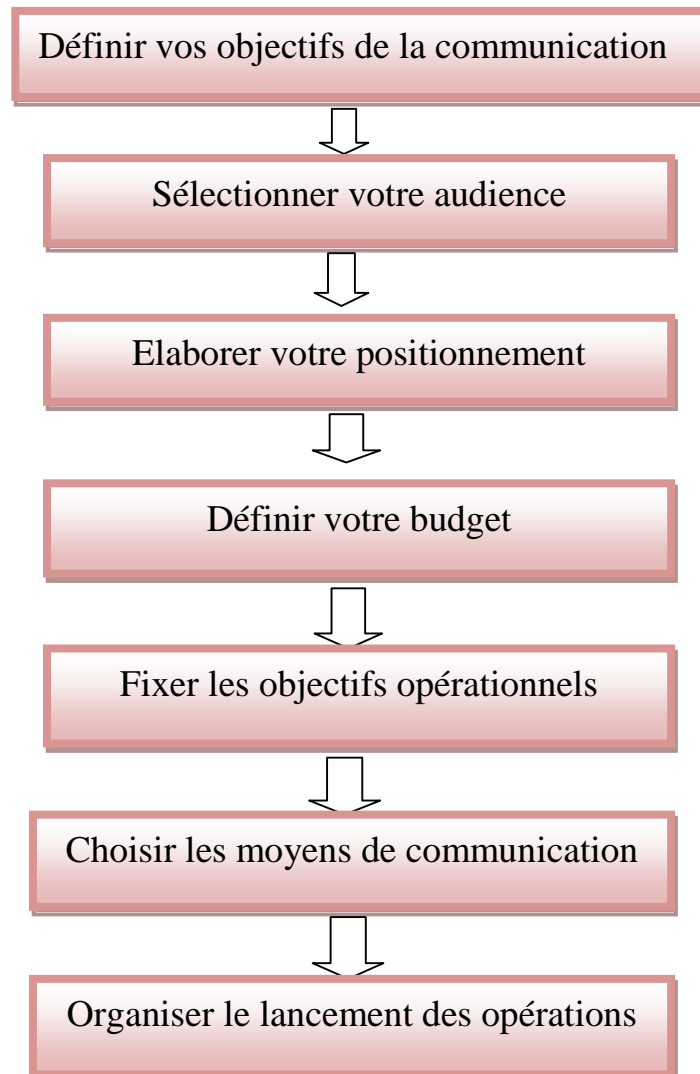 Définir vos objectifs de la communication
Sélectionner votre audience
Elaborer votre positionnement
Définir votre budget
Fixer les objectifs opérationnels
Choisir les moyens de communication
Organiser le lancement des opérations